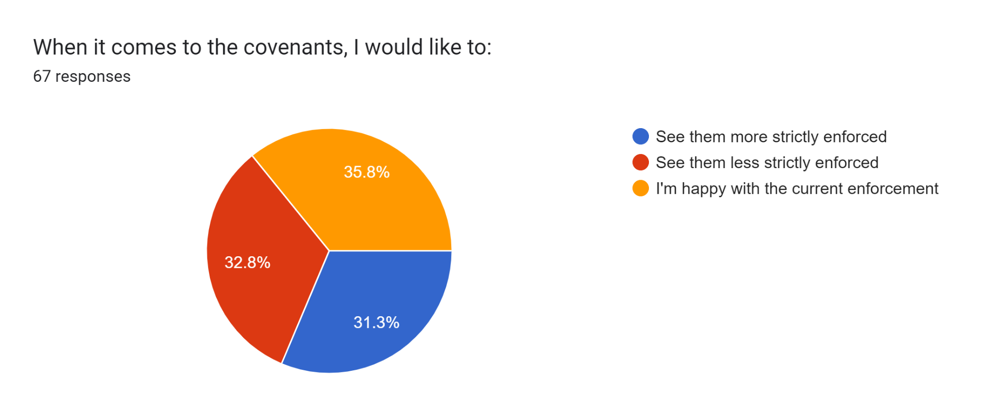 When it comes to the covenants, I would like to:
67 responses
35.8%
32.8%
31.3%
See them more strictly enforced
See them less strictly enforced
I'm happy with the current enforcement